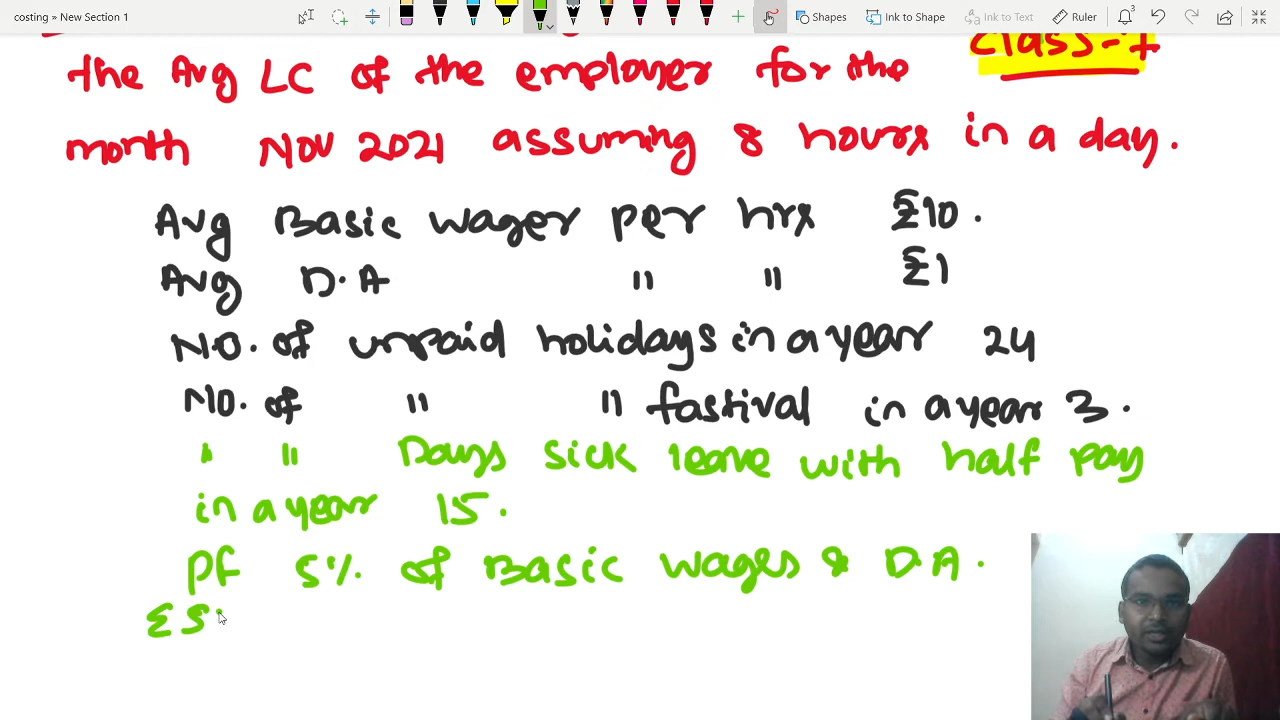 costing » New Section 1
Shapes Ink to Shape Ink to Text Ruler
class-7
the Avg LC of the employer for the
month Nov 2021 assuming 8 hours in a day.
Avg Basic wager per hrs ₹10.
Avg D.A " " ₹1
No. of unpaid holidays in a year 24
No. of " " fastival in a year 3.
" " Days sick leave with half pay
in a year 15.
Pf 5% of Basic wages & D.A.
ES